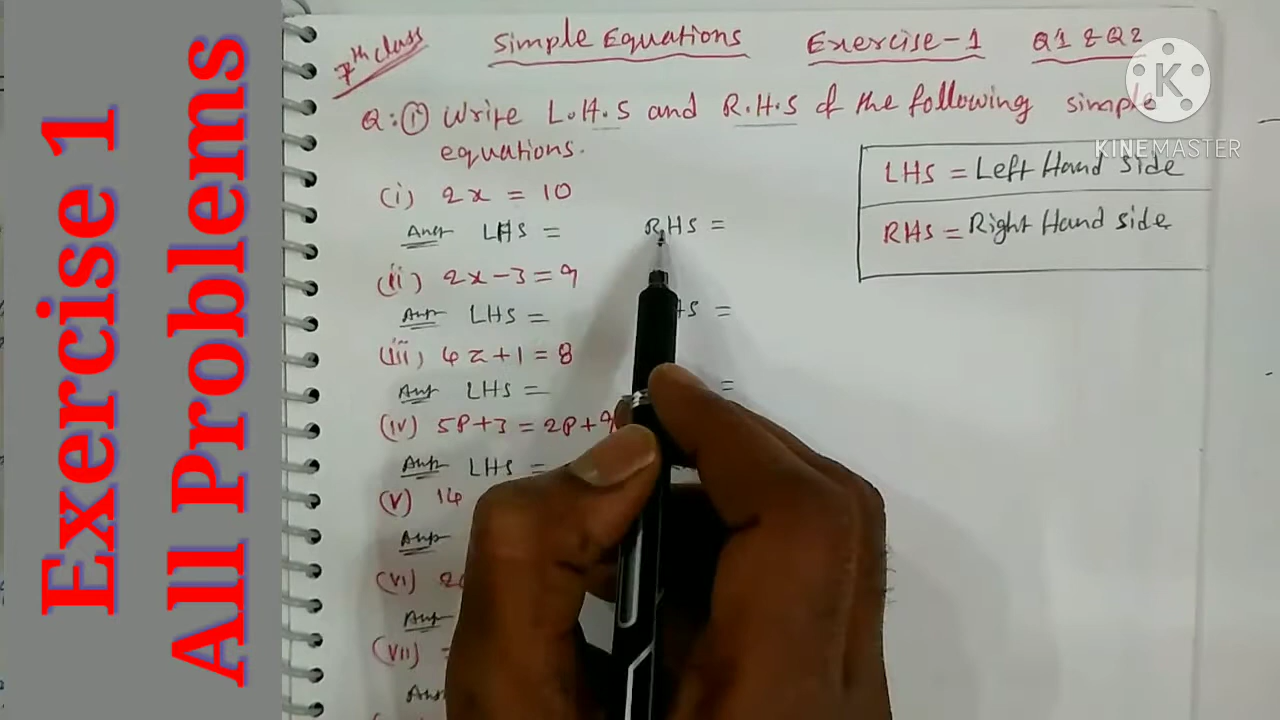 Exercise 1
All Problems
7th class
Simple Equations Exercise-1 Q1 & Q2
Q:① Write L.H.S and R.H.S of the following simple
equations.
K
KINEMASTER
LHS = Left Hand Side
RHS = Right Hand Side
(i) 2x = 10
Ans LHS = RHS =
(ii) 2x-3=9
Ans LHS = HS =
(iii) 4z+1=8
Ans LHS = =
(iv) 5p+3 = 2p+9
Ans LHS =
(v) 14
Ans
(vi) 2
Ans
(vii)
Ans